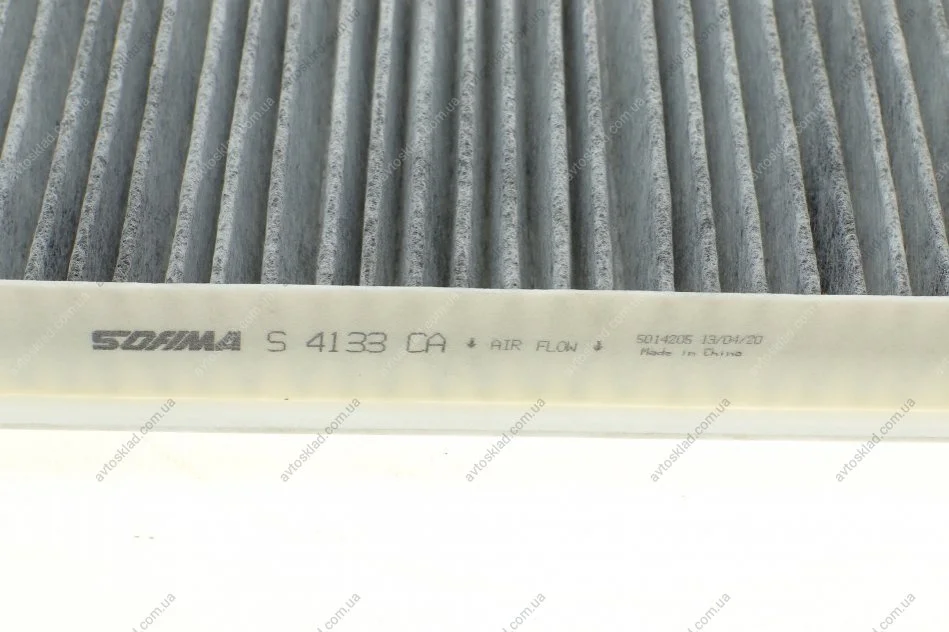 SOFIMA S 4133 CA ↓ AIR FLOW ↓ 5014205 13/04/20
Made in China
avtosklad.com.ua